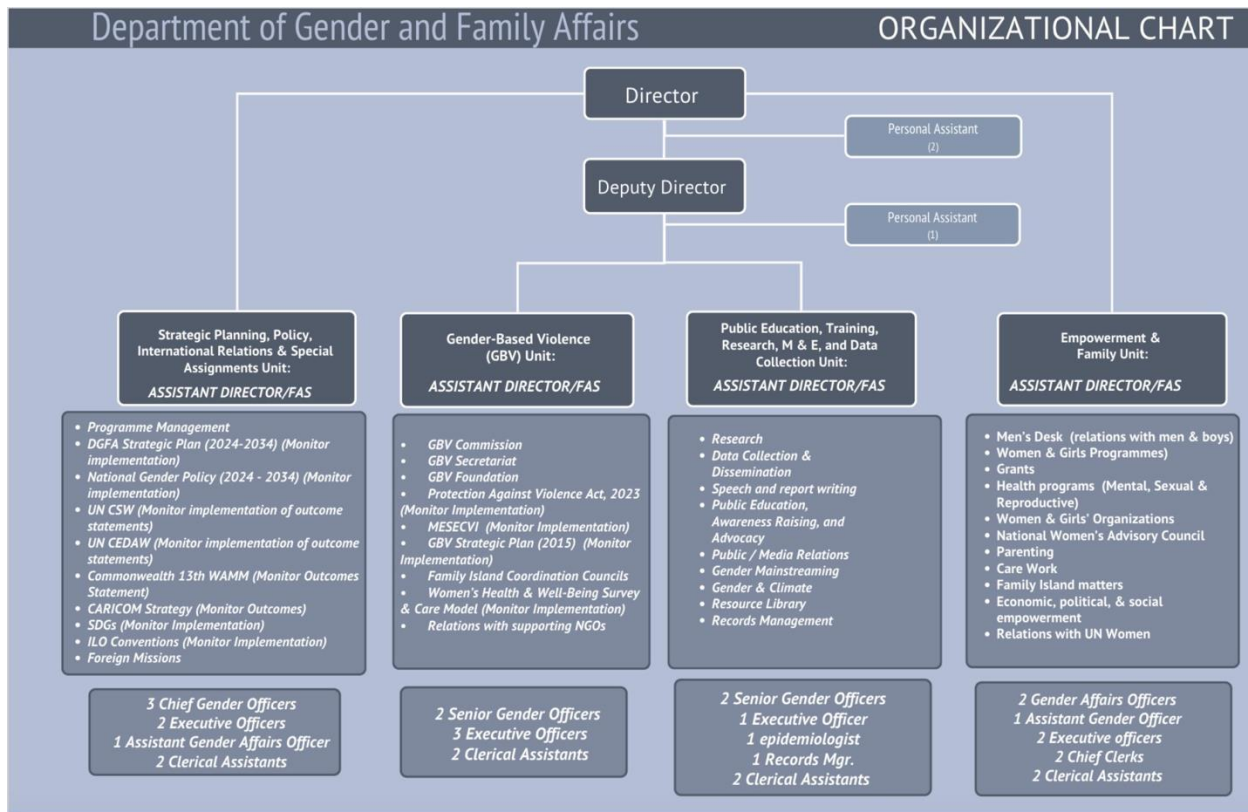 Department of Gender and Family Affairs
ORGANIZATIONAL CHART
Director
Personal Assistant
(2)
Deputy Director
Personal Assistant
(1)
Strategic Planning, Policy,
International Relations & Special
Assignments Unit:
ASSISTANT DIRECTOR/FAS
• Programme Management
• DGFA Strategic Plan (2024-2034) (Monitor
implementation)
• National Gender Policy (2024 - 2034) (Monitor
implementation)
• UN CSW (Monitor implementation of outcome
statements)
• UN CEDAW (Monitor implementation of outcome
statements)
• Commonwealth 13th WAMM (Monitor Outcomes
Statement)
• CARICOM Strategy (Monitor Outcomes)
• SDGs (Monitor Implementation)
• ILO Conventions (Monitor Implementation)
• Foreign Missions
3 Chief Gender Officers
2 Executive Officers
1 Assistant Gender Affairs Officer
2 Clerical Assistants
Gender-Based Violence
(GBV) Unit:
ASSISTANT DIRECTOR/FAS
• GBV Commission
• GBV Secretariat
• GBV Foundation
• Protection Against Violence Act, 2023
(Monitor Implementation)
• MESECVI (Monitor Implementation)
• GBV Strategic Plan (2015) (Monitor
Implementation)
• Family Island Coordination Councils
• Women's Health & Well-Being Survey
& Care Model (Monitor Implementation)
• Relations with supporting NGOs
2 Senior Gender Officers
3 Executive Officers
2 Clerical Assistants
Public Education, Training,
Research, M & E, and Data
Collection Unit:
ASSISTANT DIRECTOR/FAS
• Research
• Data Collection &
Dissemination
• Speech and report writing
• Public Education,
Awareness Raising, and
Advocacy
• Public / Media Relations
• Gender Mainstreaming
• Gender & Climate
• Resource Library
• Records Management
2 Senior Gender Officers
1 Executive Officer
1 epidemiologist
1 Records Mgr.
2 Clerical Assistants
Empowerment &
Family Unit:
ASSISTANT DIRECTOR/FAS
• Men's Desk (relations with men & boys)
• Women & Girls Programmes)
• Grants
• Health programs (Mental, Sexual &
Reproductive)
• Women & Girls' Organizations
• National Women's Advisory Council
• Parenting
• Care Work
• Family Island matters
• Economic, political, & social
empowerment
• Relations with UN Women
2 Gender Affairs Officers
1 Assistant Gender Officer
2 Executive officers
2 Chief Clerks
2 Clerical Assistants